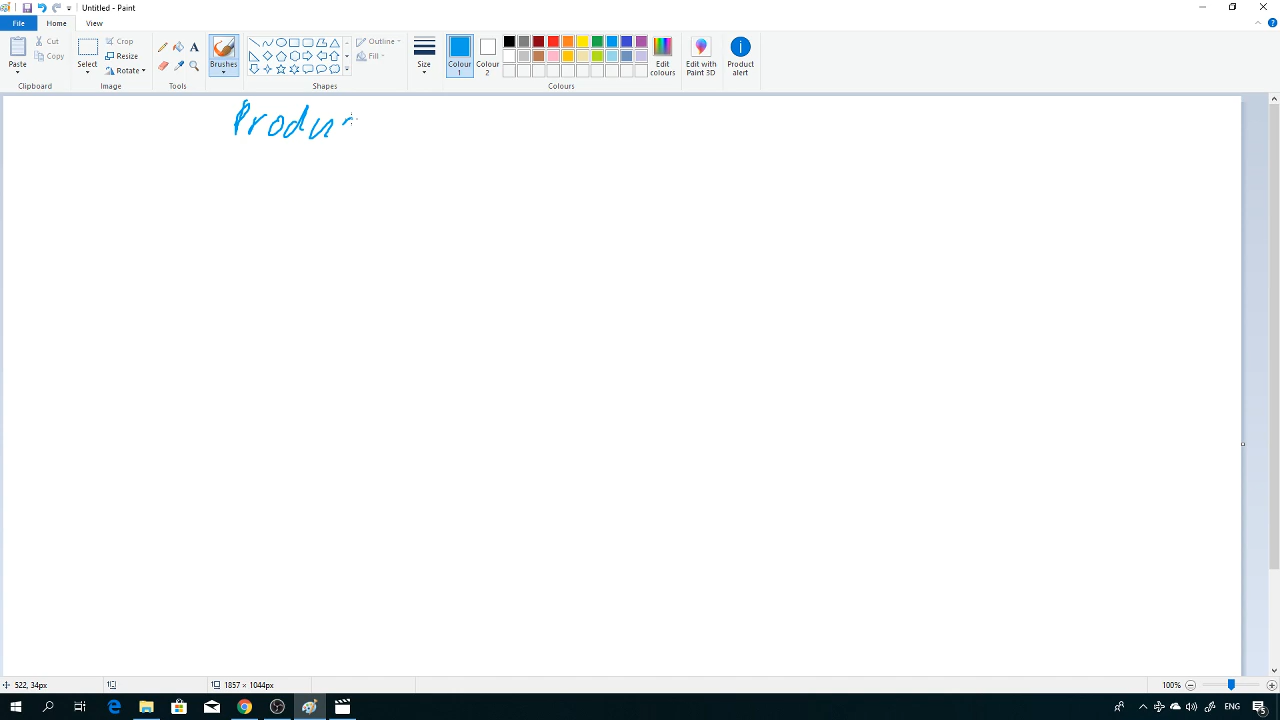 Untitled - Paint
File Home View
Paste Cut Copy Clipboard
Select Crop Resize Rotate Image
A Tools
Brushes
Outline Fill Shapes
Size
Colour 1
Colour 2
Edit colours
Colours
Edit with Paint 3D
Product alert
Produ
522, 34px
1857 × 1044px
100%
ENG